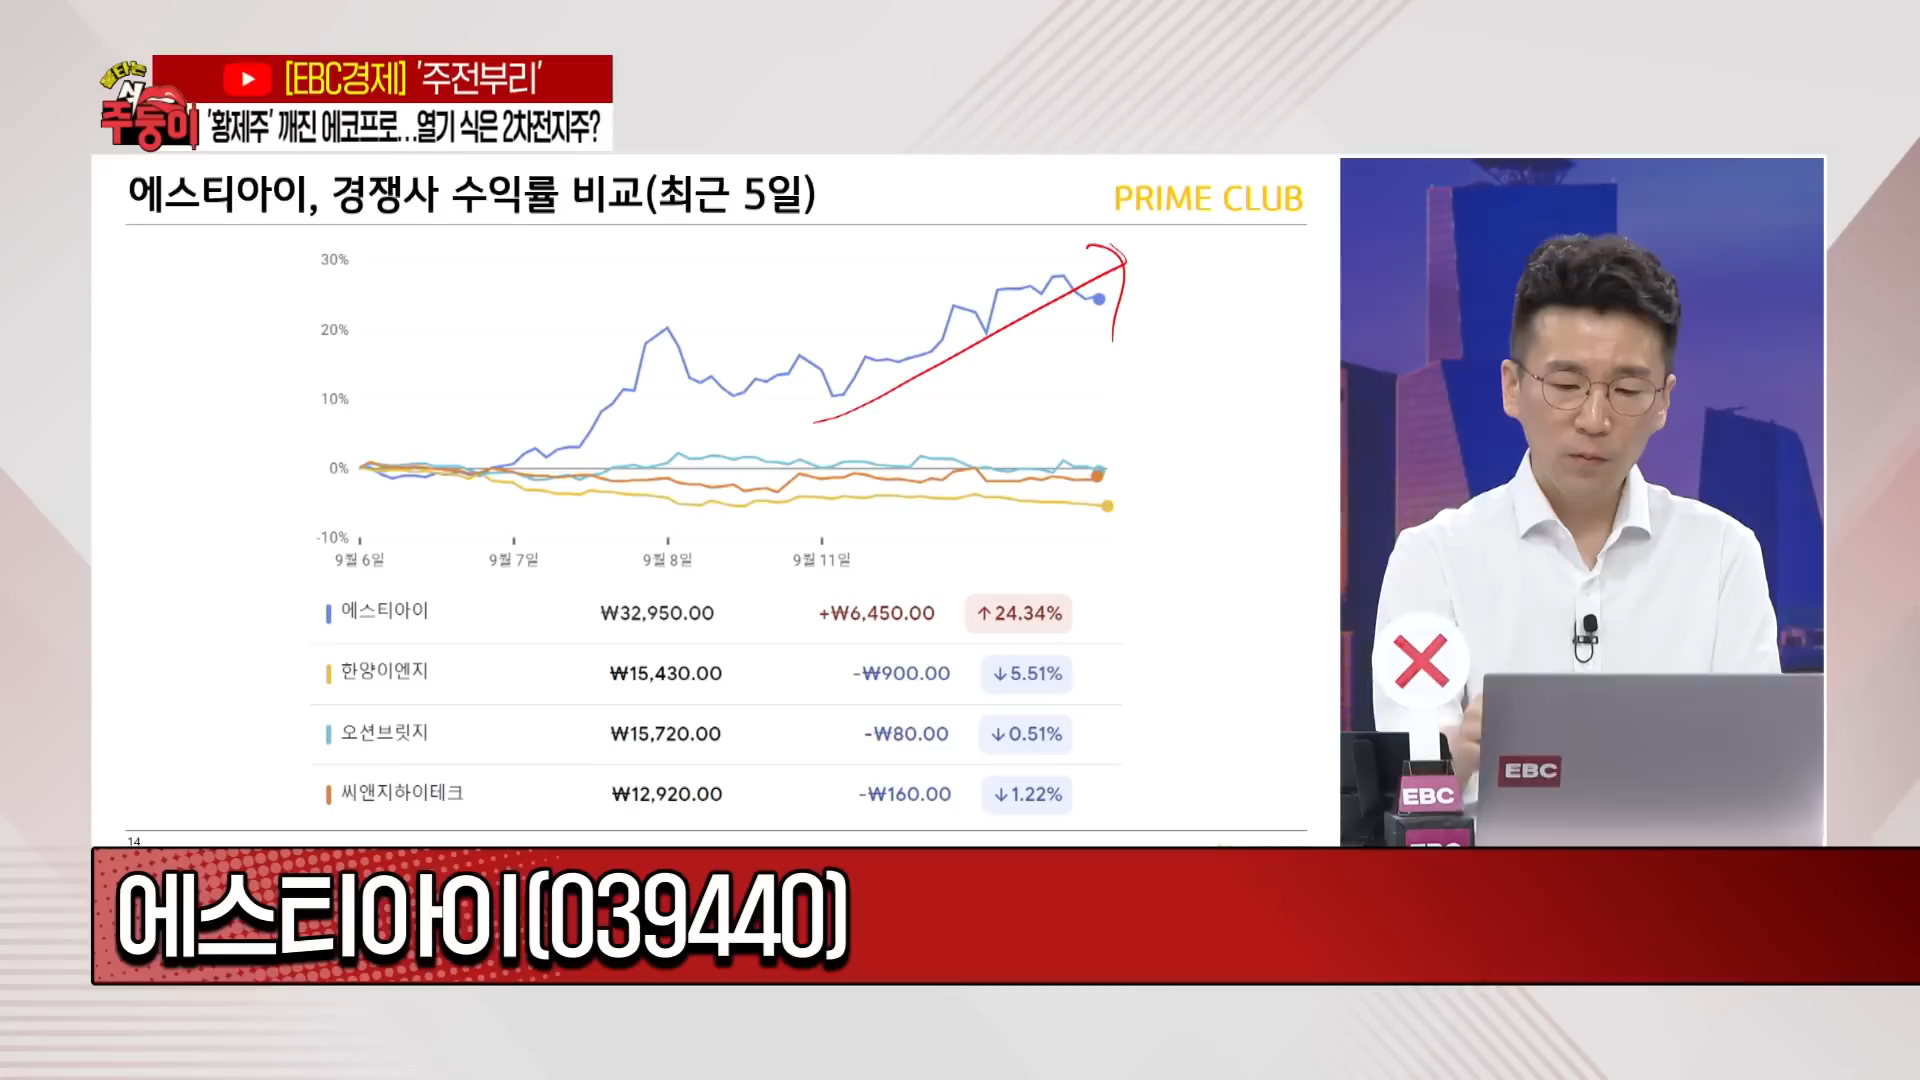 불타는
주둥이
[EBC경제] '주전부리'
'황제주' 깨진 에코프로...열기 식은 2차전지주?
에스티아이, 경쟁사 수익률 비교(최근 5일)
PRIME CLUB
30%
20%
10%
0%
-10%
9월 6일
9월 7일
9월 8일
9월 11일
에스티아이 ₩32,950.00 +₩6,450.00 ↑24.34%
한양이엔지 ₩15,430.00 -₩900.00 ↓5.51%
오션브릿지 ₩15,720.00 -₩80.00 ↓0.51%
씨앤지하이테크 ₩12,920.00 -₩160.00 ↓1.22%
14
EBC
EBC
EBC
에스티아이(039440)